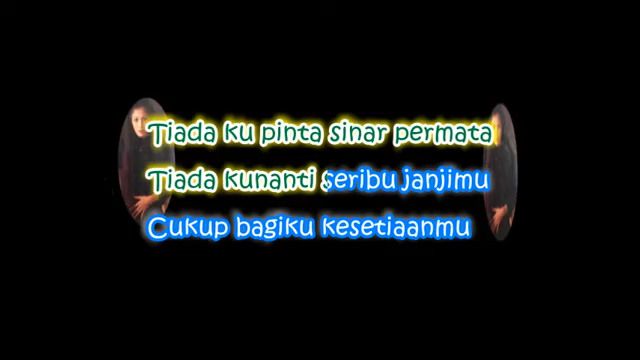 Tiada ku pinta sinar permata
Tiada kunanti seribu janjimu
Cukup bagiku kesetiaanmu